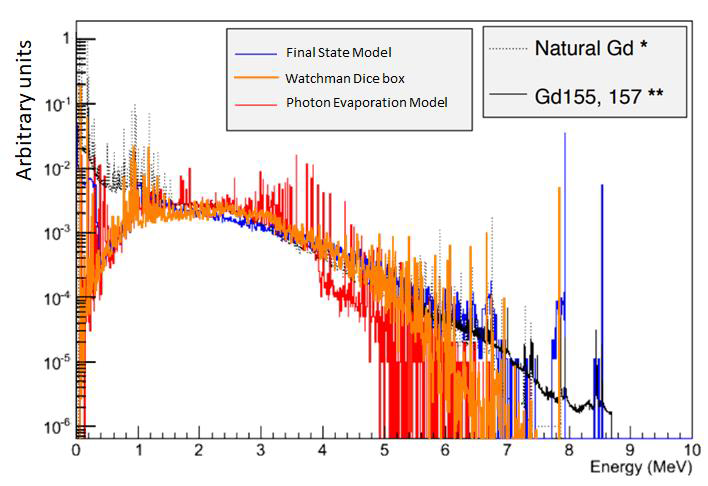 Arbitrary units
1
10⁻¹
10⁻²
10⁻³
10⁻⁴
10⁻⁵
10⁻⁶
Final State Model
Watchman Dice box
Photon Evaporation Model
Natural Gd *
Gd155, 157 **
0 1 2 3 4 5 6 7 8 9 10
Energy (MeV)